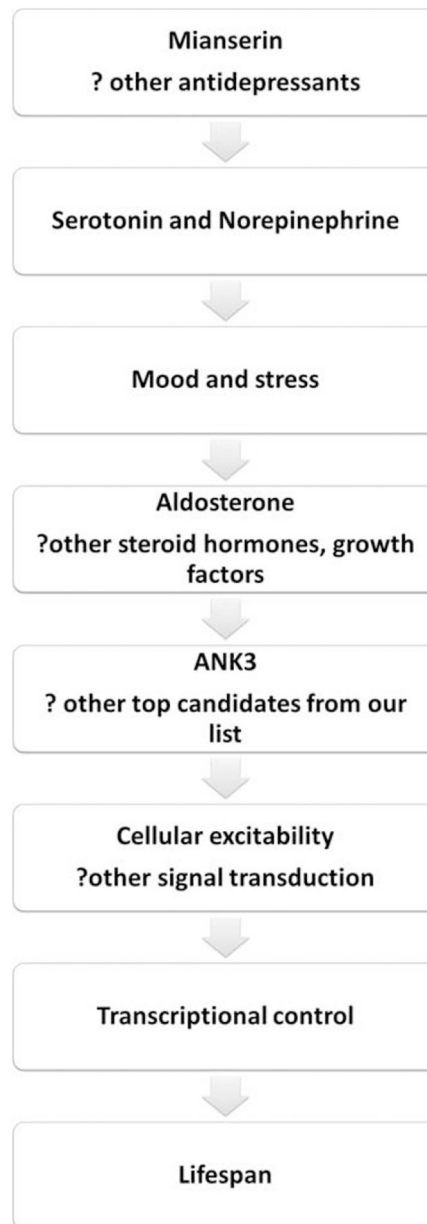 Mianserin
? other antidepressants
Serotonin and Norepinephrine
Mood and stress
Aldosterone
?other steroid hormones, growth
factors
ANK3
? other top candidates from our
list
Cellular excitability
?other signal transduction
Transcriptional control
Lifespan